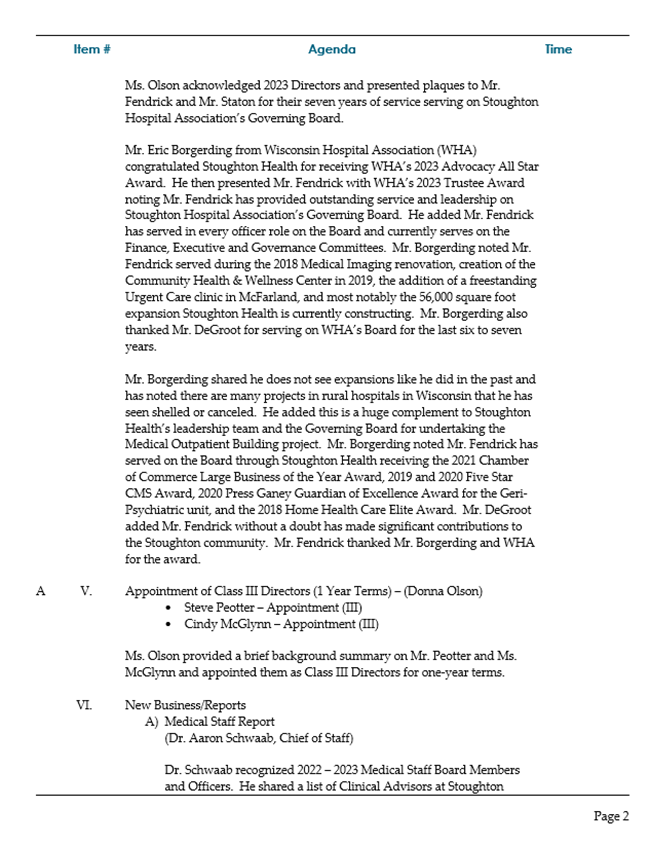 Item # Agenda Time
Ms. Olson acknowledged 2023 Directors and presented plaques to Mr.
Fendrick and Mr. Staton for their seven years of service serving on Stoughton
Hospital Association's Governing Board.
Mr. Eric Borgerding from Wisconsin Hospital Association (WHA)
congratulated Stoughton Health for receiving WHA's 2023 Advocacy All Star
Award. He then presented Mr. Fendrick with WHA's 2023 Trustee Award
noting Mr. Fendrick has provided outstanding service and leadership on
Stoughton Hospital Association's Governing Board. He added Mr. Fendrick
has served in every officer role on the Board and currently serves on the
Finance, Executive and Governance Committees. Mr. Borgerding noted Mr.
Fendrick served during the 2018 Medical Imaging renovation, creation of the
Community Health & Wellness Center in 2019, the addition of a freestanding
Urgent Care clinic in McFarland, and most notably the 56,000 square foot
expansion Stoughton Health is currently constructing. Mr. Borgerding also
thanked Mr. DeGroot for serving on WHA's Board for the last six to seven
years.
Mr. Borgerding shared he does not see expansions like he did in the past and
has noted there are many projects in rural hospitals in Wisconsin that he has
seen shelled or canceled. He added this is a huge complement to Stoughton
Health's leadership team and the Governing Board for undertaking the
Medical Outpatient Building project. Mr. Borgerding noted Mr. Fendrick has
served on the Board through Stoughton Health receiving the 2021 Chamber
of Commerce Large Business of the Year Award, 2019 and 2020 Five Star
CMS Award, 2020 Press Ganey Guardian of Excellence Award for the Geri-
Psychiatric unit, and the 2018 Home Health Care Elite Award. Mr. DeGroot
added Mr. Fendrick without a doubt has made significant contributions to
the Stoughton community. Mr. Fendrick thanked Mr. Borgerding and WHA
for the award.
A V. Appointment of Class III Directors (1 Year Terms) – (Donna Olson)
• Steve Peotter – Appointment (III)
• Cindy McGlynn – Appointment (III)
Ms. Olson provided a brief background summary on Mr. Peotter and Ms.
McGlynn and appointed them as Class III Directors for one-year terms.
VI. New Business/Reports
A) Medical Staff Report
(Dr. Aaron Schwaab, Chief of Staff)
Dr. Schwaab recognized 2022 – 2023 Medical Staff Board Members
and Officers. He shared a list of Clinical Advisors at Stoughton
Page 2